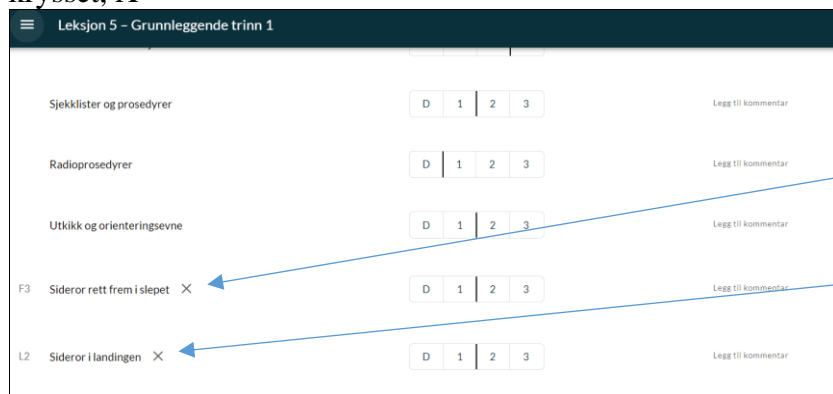 Leksjon 5 – Grunnleggende trinn 1
Sjekklister og prosedyrer D 1 2 3 Legg til kommentar
Radioprosedyrer D 1 2 3 Legg til kommentar
Utkikk og orienteringsevne D 1 2 3 Legg til kommentar
F3 Sideror rett frem i slepet × D 1 2 3 Legg til kommentar
L2 Sideror i landingen × D 1 2 3 Legg til kommentar